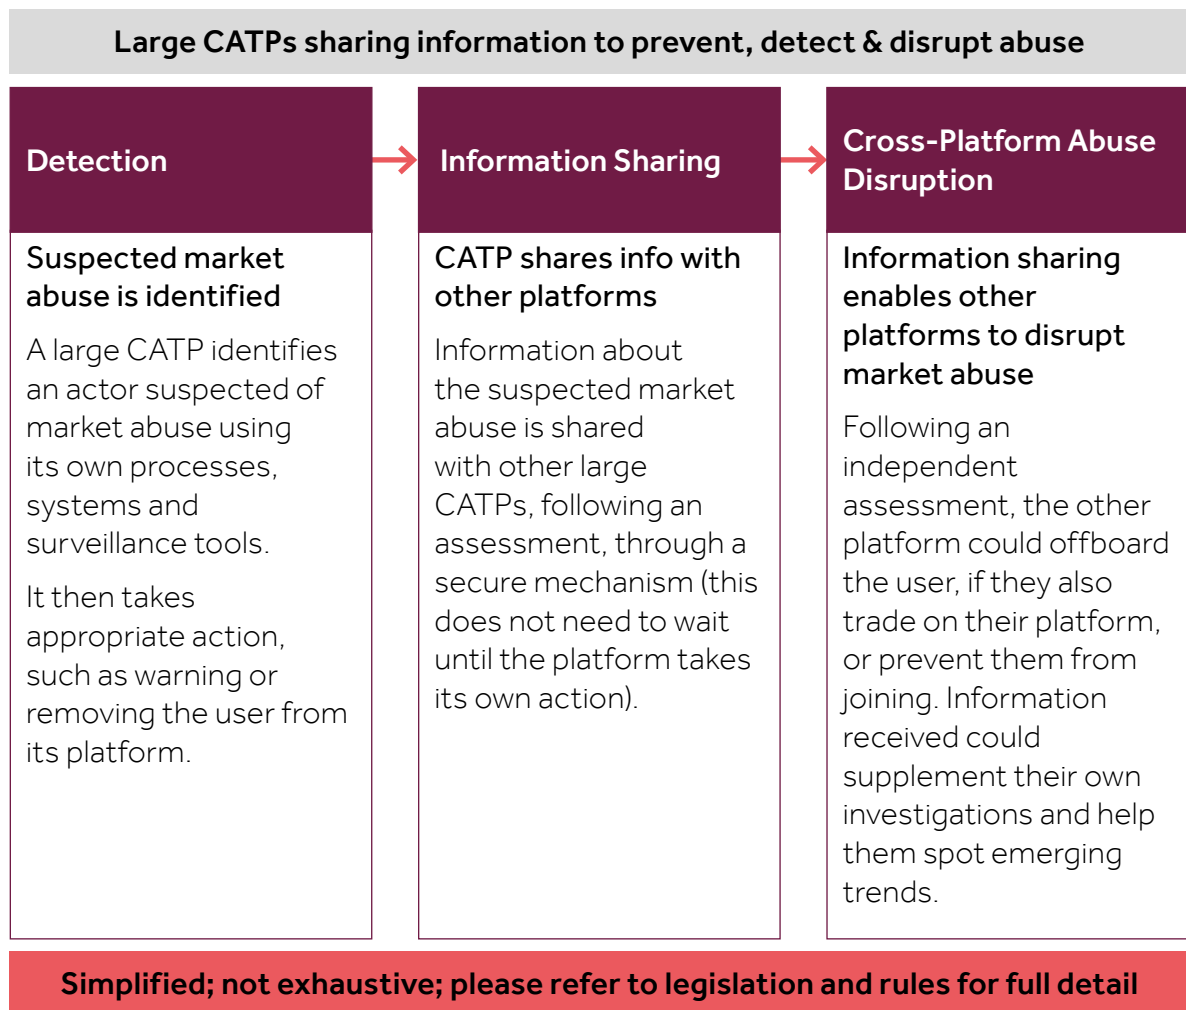 Large CATPs sharing information to prevent, detect & disrupt abuse
Detection
Suspected market
abuse is identified
A large CATP identifies
an actor suspected of
market abuse using
its own processes,
systems and
surveillance tools.
It then takes
appropriate action,
such as warning or
removing the user from
its platform.
Information Sharing
CATP shares info with
other platforms
Information about
the suspected market
abuse is shared
with other large
CATPs, following an
assessment, through a
secure mechanism (this
does not need to wait
until the platform takes
its own action).
Cross-Platform Abuse
Disruption
Information sharing
enables other
platforms to disrupt
market abuse
Following an
independent
assessment, the other
platform could offboard
the user, if they also
trade on their platform,
or prevent them from
joining. Information
received could
supplement their own
investigations and help
them spot emerging
trends.
Simplified; not exhaustive; please refer to legislation and rules for full detail